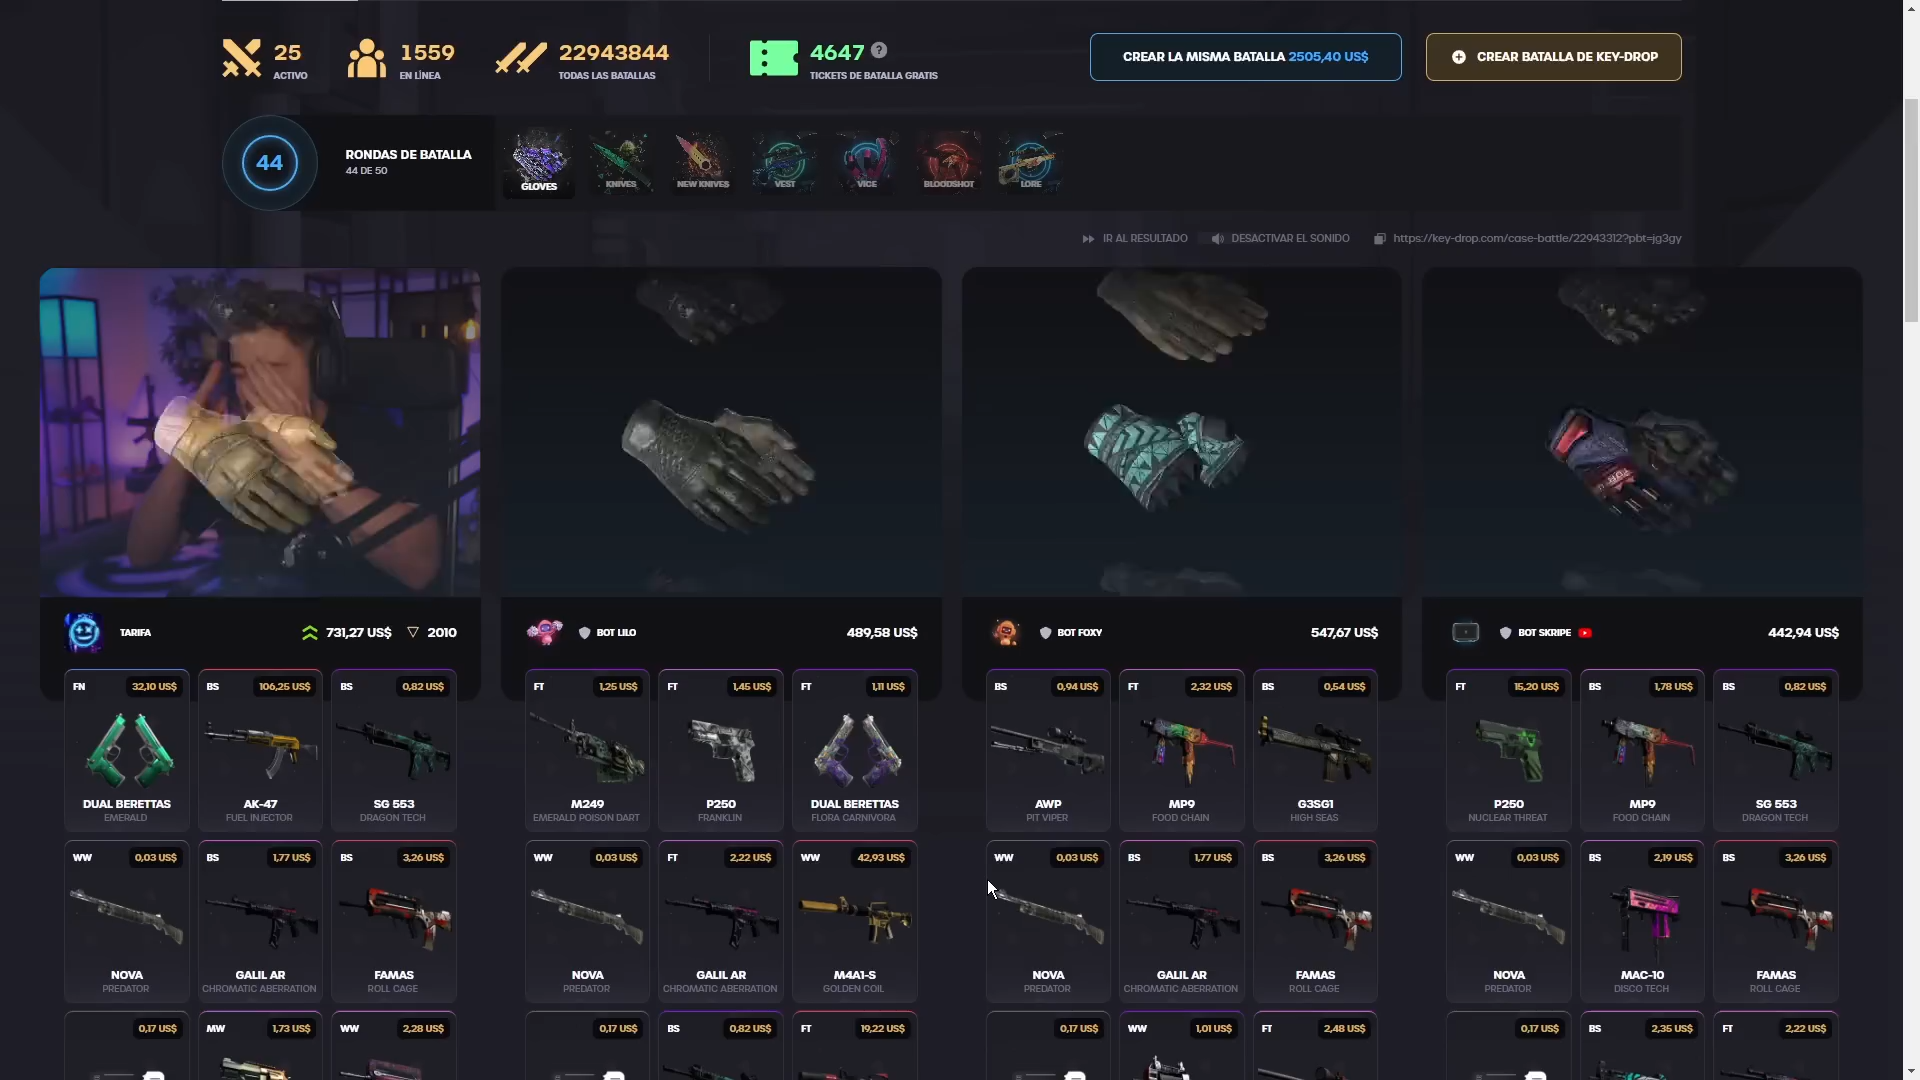 25
ACTIVO
1559
EN LÍNEA
22943844
TODAS LAS BATALLAS
4647 ?
TICKETS DE BATALLA GRATIS
CREAR LA MISMA BATALLA 2505,40 US$
CREAR BATALLA DE KEY-DROP
44
RONDAS DE BATALLA
44 DE 50
GLOVES
KNIVES
NEW KNIVES
VEST
VICE
BLOODSHOT
LORE
IR AL RESULTADO
DESACTIVAR EL SONIDO
https://key-drop.com/case-battle/22943312?pbt=jg3gy
TARIFA 731,27 US$ 2010
BOT LILO 489,58 US$
BOT FOXY 547,67 US$
BOT SKRIPE 442,94 US$
FN 32,10 US$
DUAL BERETTAS
EMERALD
BS 106,25 US$
AK-47
FUEL INJECTOR
BS 0,82 US$
SG 553
DRAGON TECH
FT 1,25 US$
M249
EMERALD POISON DART
FT 1,45 US$
P250
FRANKLIN
FT 1,11 US$
DUAL BERETTAS
FLORA CARNIVORA
BS 0,94 US$
AWP
PIT VIPER
FT 2,32 US$
MP9
FOOD CHAIN
BS 0,54 US$
G3SG1
HIGH SEAS
FT 15,20 US$
P250
NUCLEAR THREAT
BS 1,78 US$
MP9
FOOD CHAIN
BS 0,82 US$
SG 553
DRAGON TECH
WW 0,03 US$
NOVA
PREDATOR
BS 1,77 US$
GALIL AR
CHROMATIC ABERRATION
BS 3,26 US$
FAMAS
ROLL CAGE
WW 0,03 US$
NOVA
PREDATOR
FT 2,22 US$
GALIL AR
CHROMATIC ABERRATION
WW 42,93 US$
M4A1-S
GOLDEN COIL
WW 0,03 US$
NOVA
PREDATOR
BS 1,77 US$
GALIL AR
CHROMATIC ABERRATION
BS 3,26 US$
FAMAS
ROLL CAGE
WW 0,03 US$
NOVA
PREDATOR
BS 2,19 US$
MAC-10
DISCO TECH
BS 3,26 US$
FAMAS
ROLL CAGE
0,17 US$
MW 1,73 US$
WW 2,28 US$
0,17 US$
BS 0,82 US$
FT 19,22 US$
0,17 US$
WW 1,01 US$
FT 2,48 US$
0,17 US$
BS 2,35 US$
FT 2,22 US$